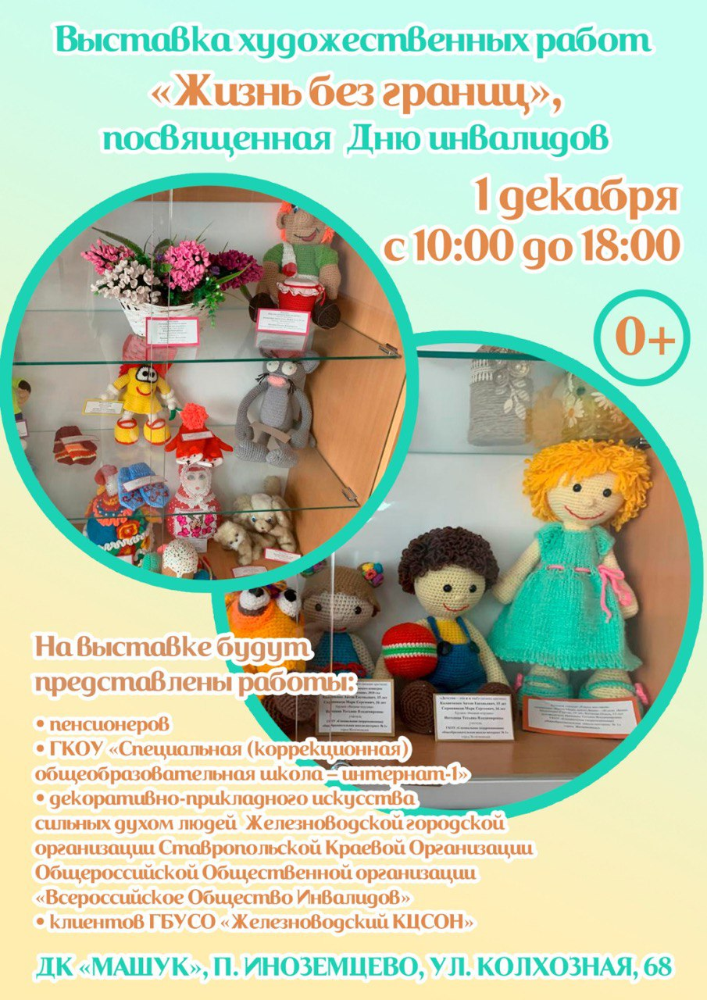 Выставка художественных работ
«Жизнь без границ»,
посвященная Дню инвалидов
1 декабря
с 10:00 до 18:00
0+
На выставке будут
представлены работы:
• пенсионеров
• ГКОУ «Специальная (коррекционная)
общеобразовательная школа – интернат-1»
• декоративно-прикладного искусства
сильных духом людей Железноводской городской
организации Ставропольской Краевой Организации
Общероссийской Общественной организации
«Всероссийское Общество Инвалидов»
• клиентов ГБУСО «Железноводский КЦСОН»
ДК «МАШУК», П. ИНОЗЕМЦЕВО, УЛ. КОЛХОЗНАЯ, 68